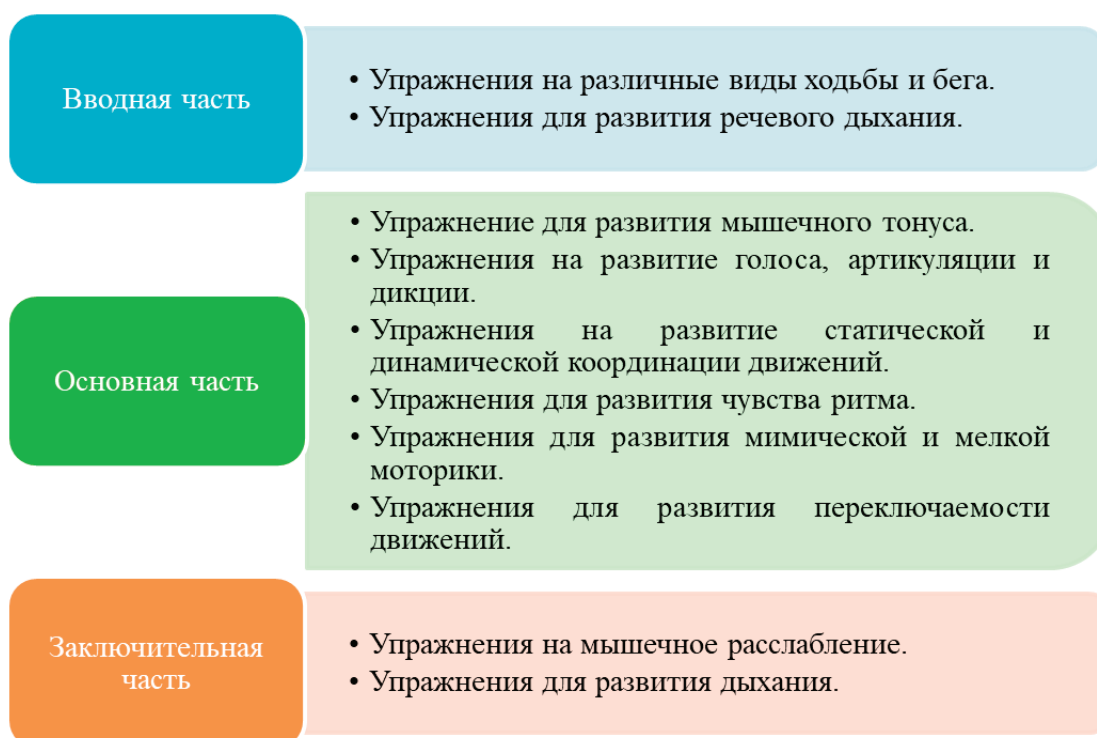 Вводная часть
• Упражнения на различные виды ходьбы и бега.
• Упражнения для развития речевого дыхания.
Основная часть
• Упражнение для развития мышечного тонуса.
• Упражнения на развитие голоса, артикуляции и
дикции.
• Упражнения на развитие статической и
динамической координации движений.
• Упражнения для развития чувства ритма.
• Упражнения для развития мимической и мелкой
моторики.
• Упражнения для развития переключаемости
движений.
Заключительная
часть
• Упражнения на мышечное расслабление.
• Упражнения для развития дыхания.